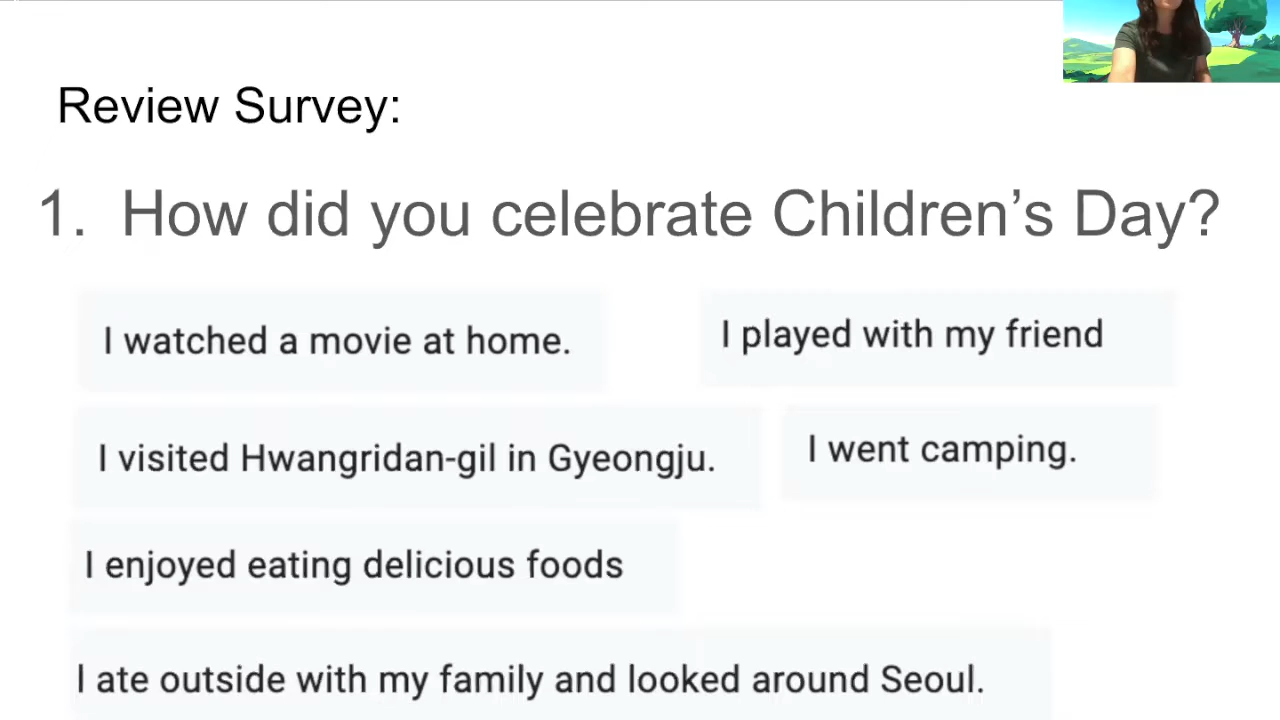 Review Survey:
1. How did you celebrate Children’s Day?
I watched a movie at home.
I played with my friend
I visited Hwangridan-gil in Gyeongju.
I went camping.
I enjoyed eating delicious foods
I ate outside with my family and looked around Seoul.